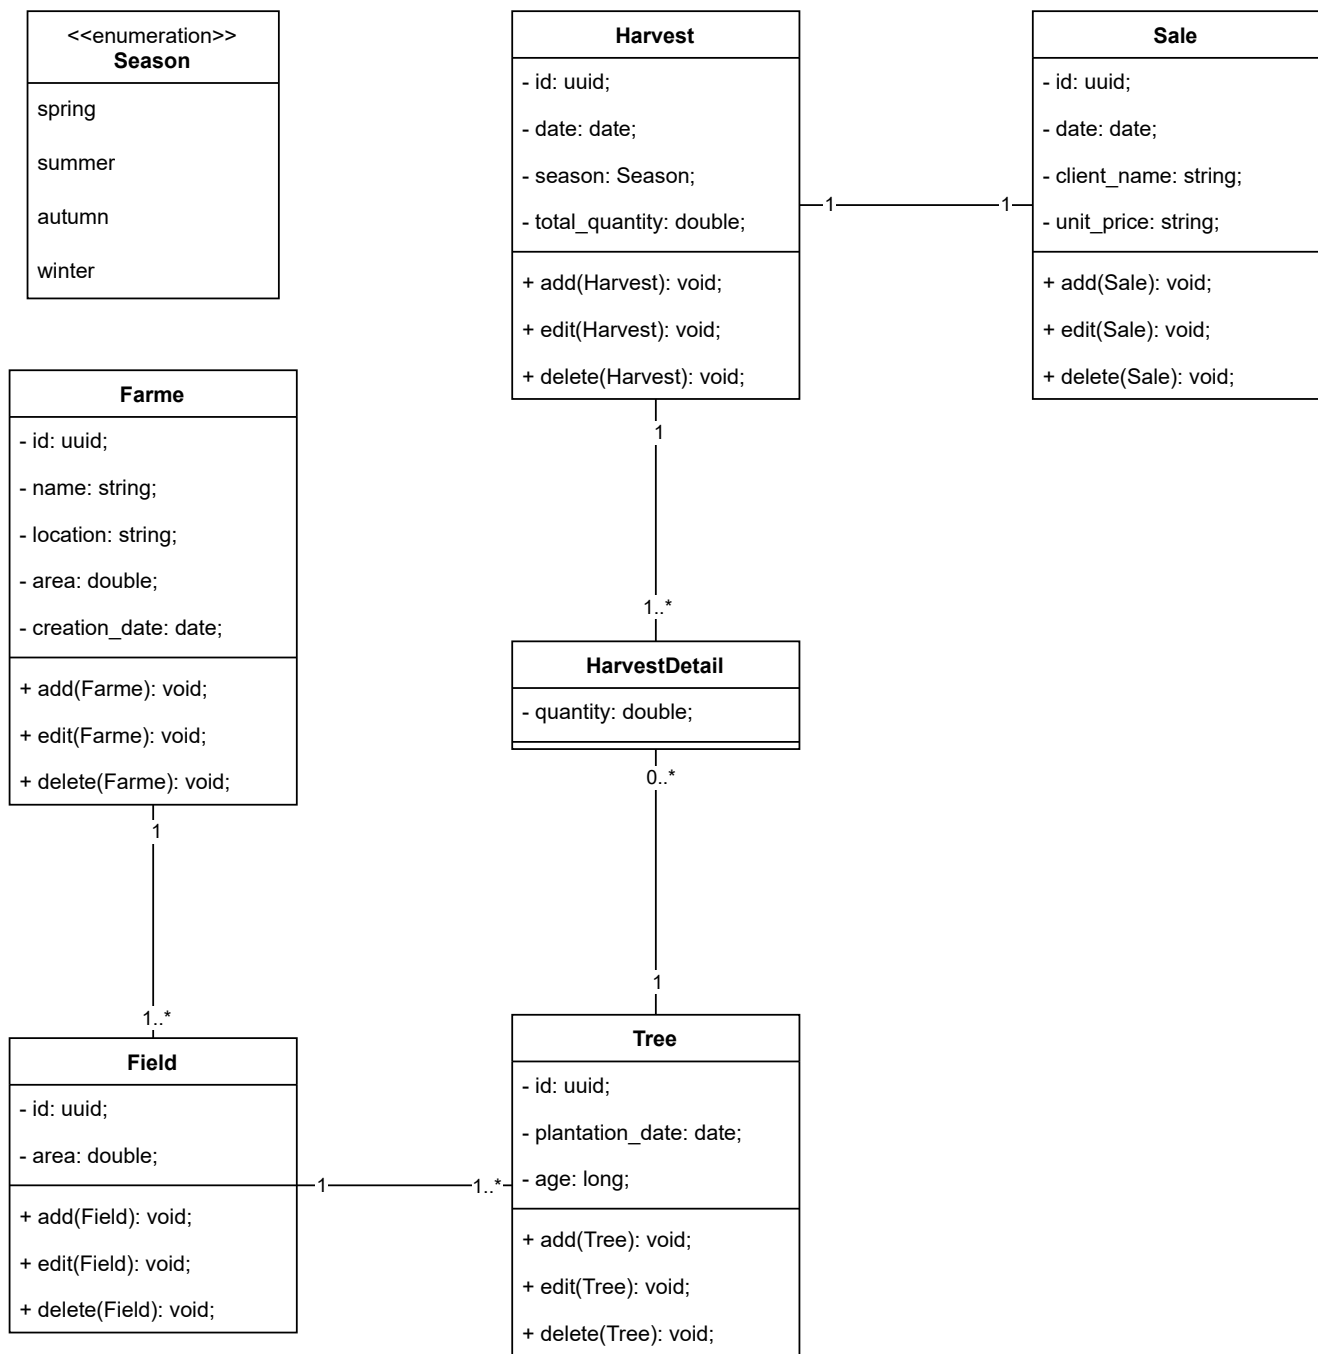 <<enumeration>>
Season
spring
summer
autumn
winter
Harvest
- id: uuid;
- date: date;
- season: Season;
- total_quantity: double;
+ add(Harvest): void;
+ edit(Harvest): void;
+ delete(Harvest): void;
1
1
Sale
- id: uuid;
- date: date;
- client_name: string;
- unit_price: string;
+ add(Sale): void;
+ edit(Sale): void;
+ delete(Sale): void;
Farme
- id: uuid;
- name: string;
- location: string;
- area: double;
- creation_date: date;
+ add(Farme): void;
+ edit(Farme): void;
+ delete(Farme): void;
1
1..*
1
1..*
HarvestDetail
- quantity: double;
0..*
1
Field
- id: uuid;
- area: double;
+ add(Field): void;
+ edit(Field): void;
+ delete(Field): void;
1
1..*
Tree
- id: uuid;
- plantation_date: date;
- age: long;
+ add(Tree): void;
+ edit(Tree): void;
+ delete(Tree): void;